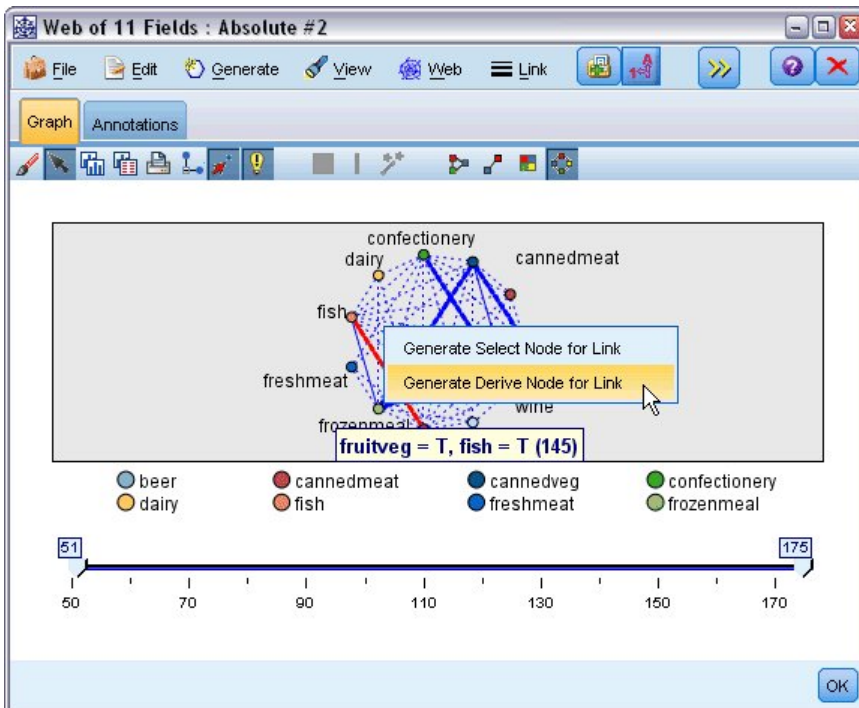 Web of 11 Fields : Absolute #2
File Edit Generate View Web Link
Graph Annotations
confectionery
dairy cannedmeat
fish
Generate Select Node for Link
freshmeat Generate Derive Node for Link
wine
frozenmeal
fruitveg = T, fish = T (145)
beer cannedmeat cannedveg confectionery
dairy fish freshmeat frozenmeal
51 175
50 70 90 110 130 150 170
OK